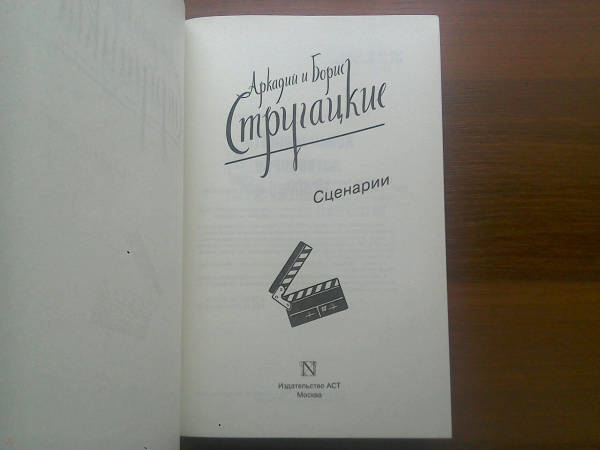 Аркадий и Борис
Стругацкие
Сценарии
N
Издательство АСТ
Москва